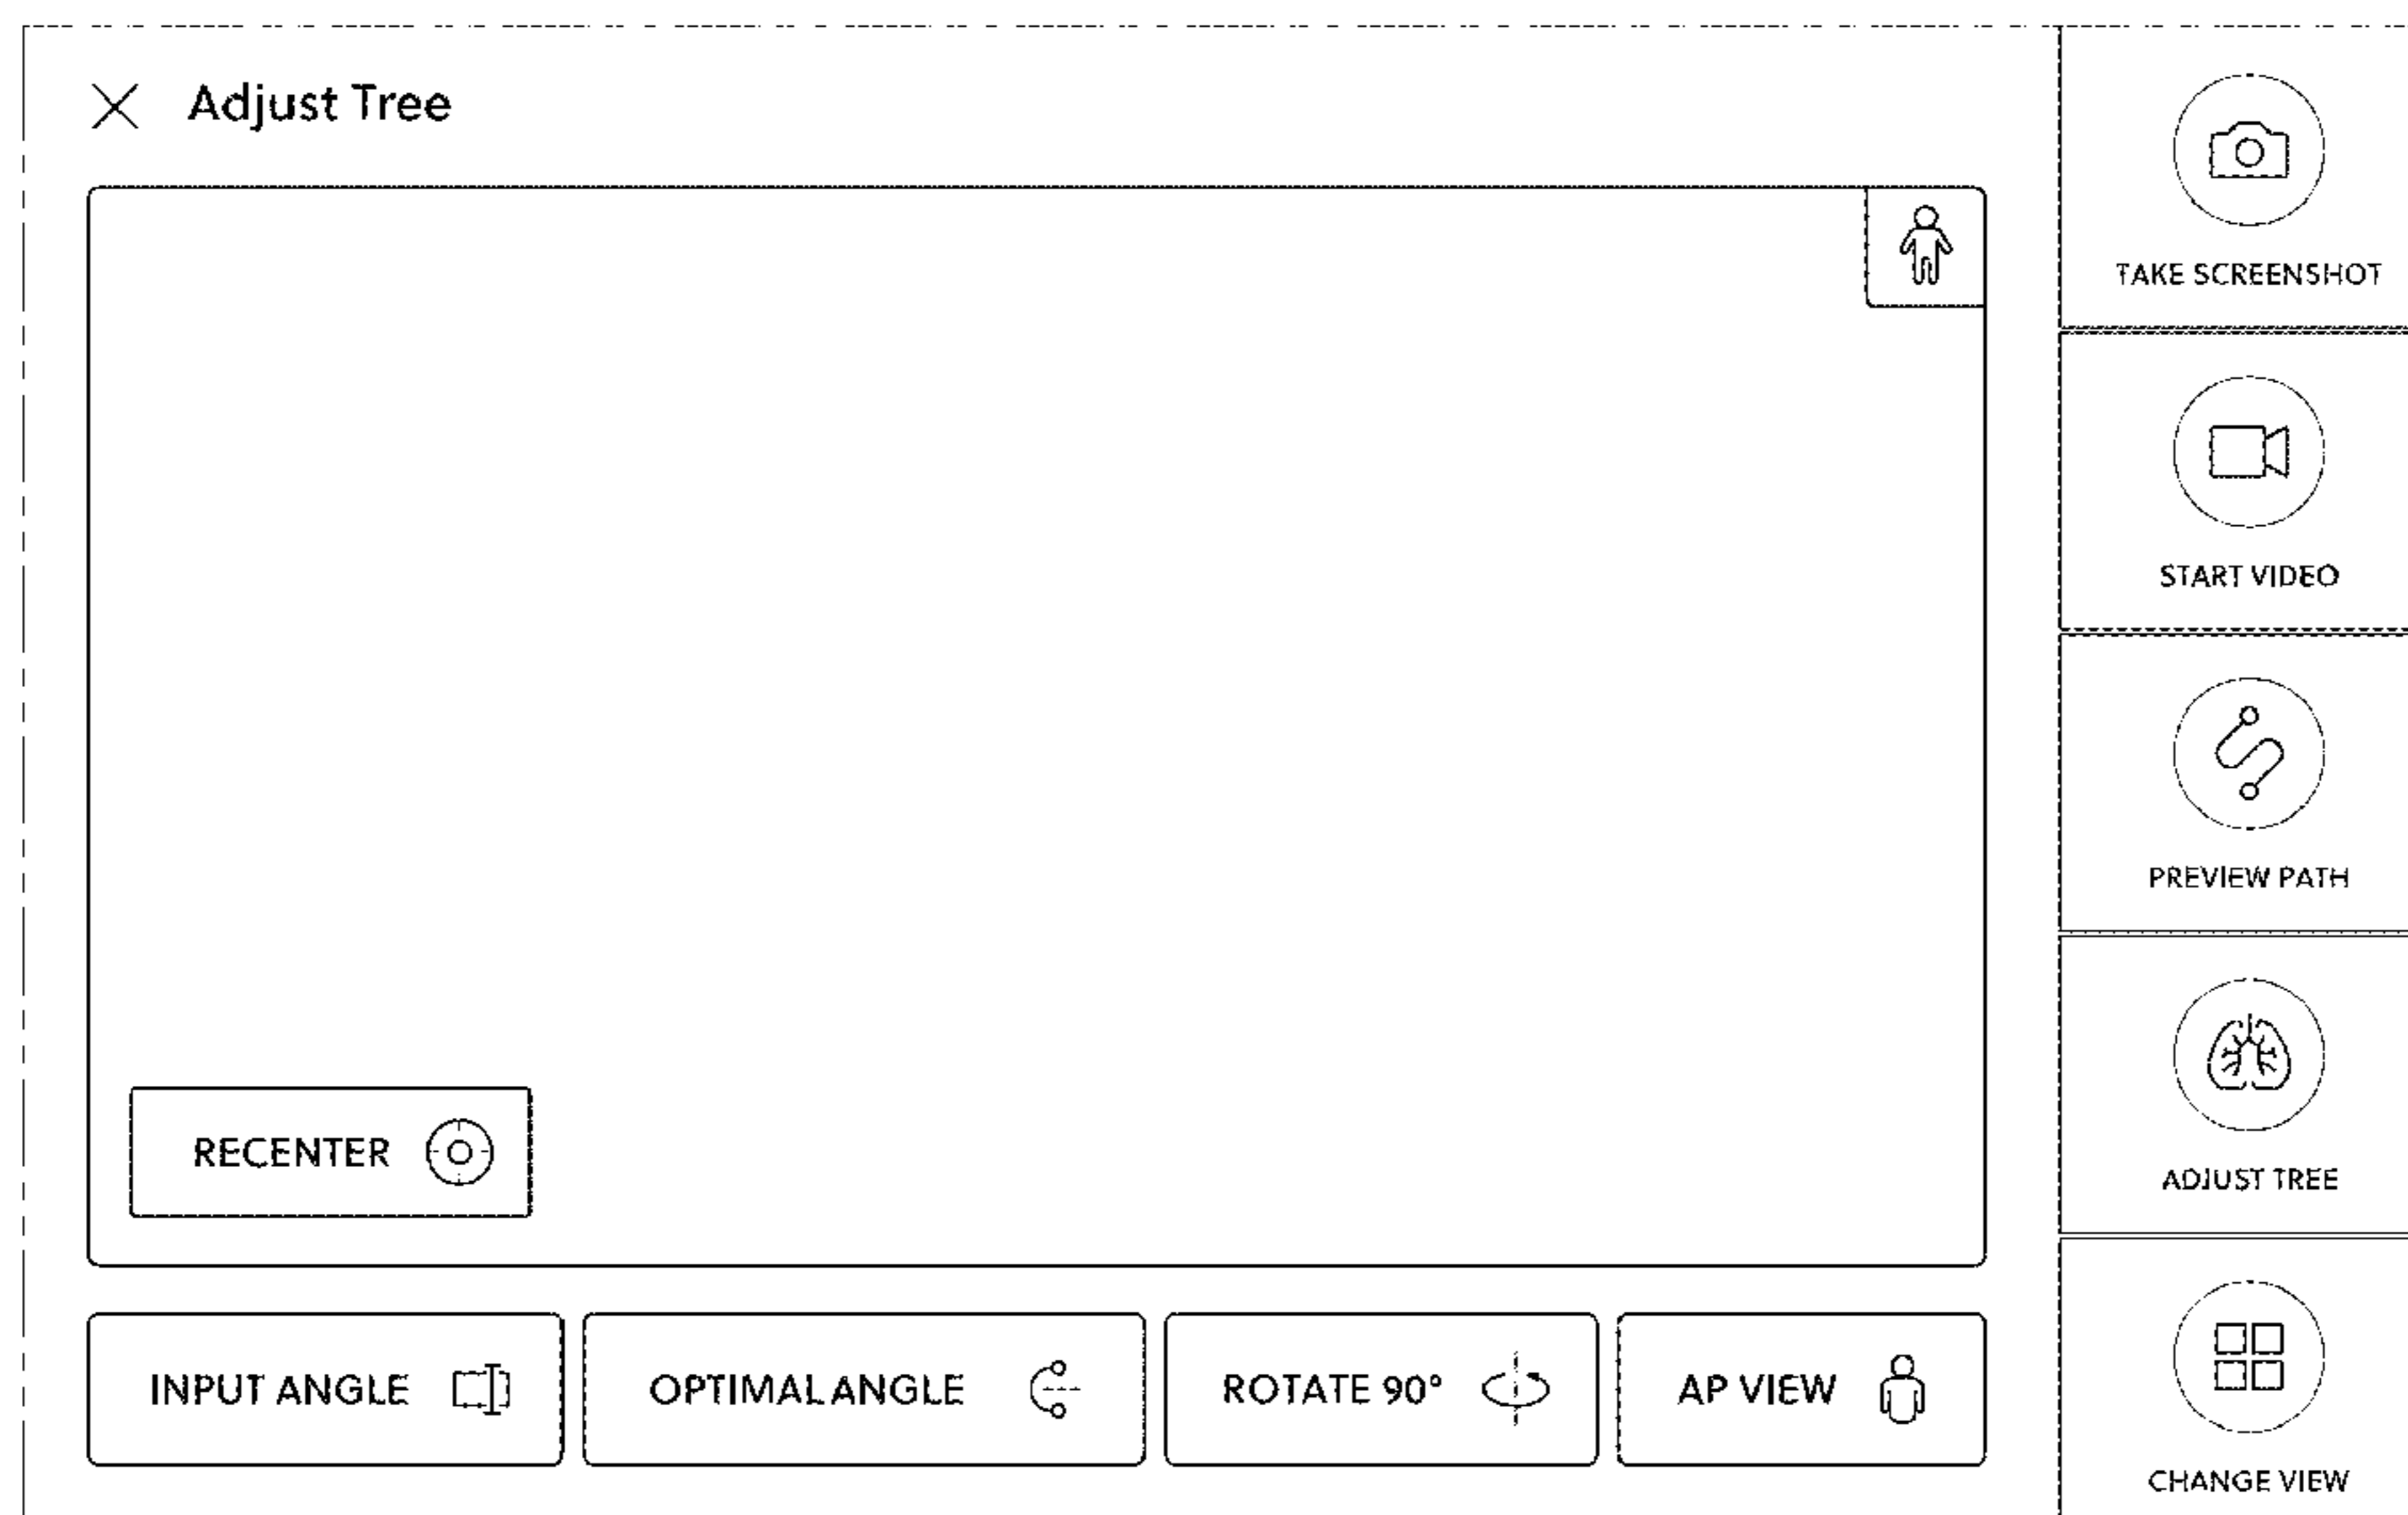 Adjust Tree
RECENTER
INPUT ANGLE
OPTIMAL ANGLE
ROTATE 90°
AP VIEW
TAKE SCREENSHOT
START VIDEO
PREVIEW PATH
ADJUST TREE
CHANGE VIEW